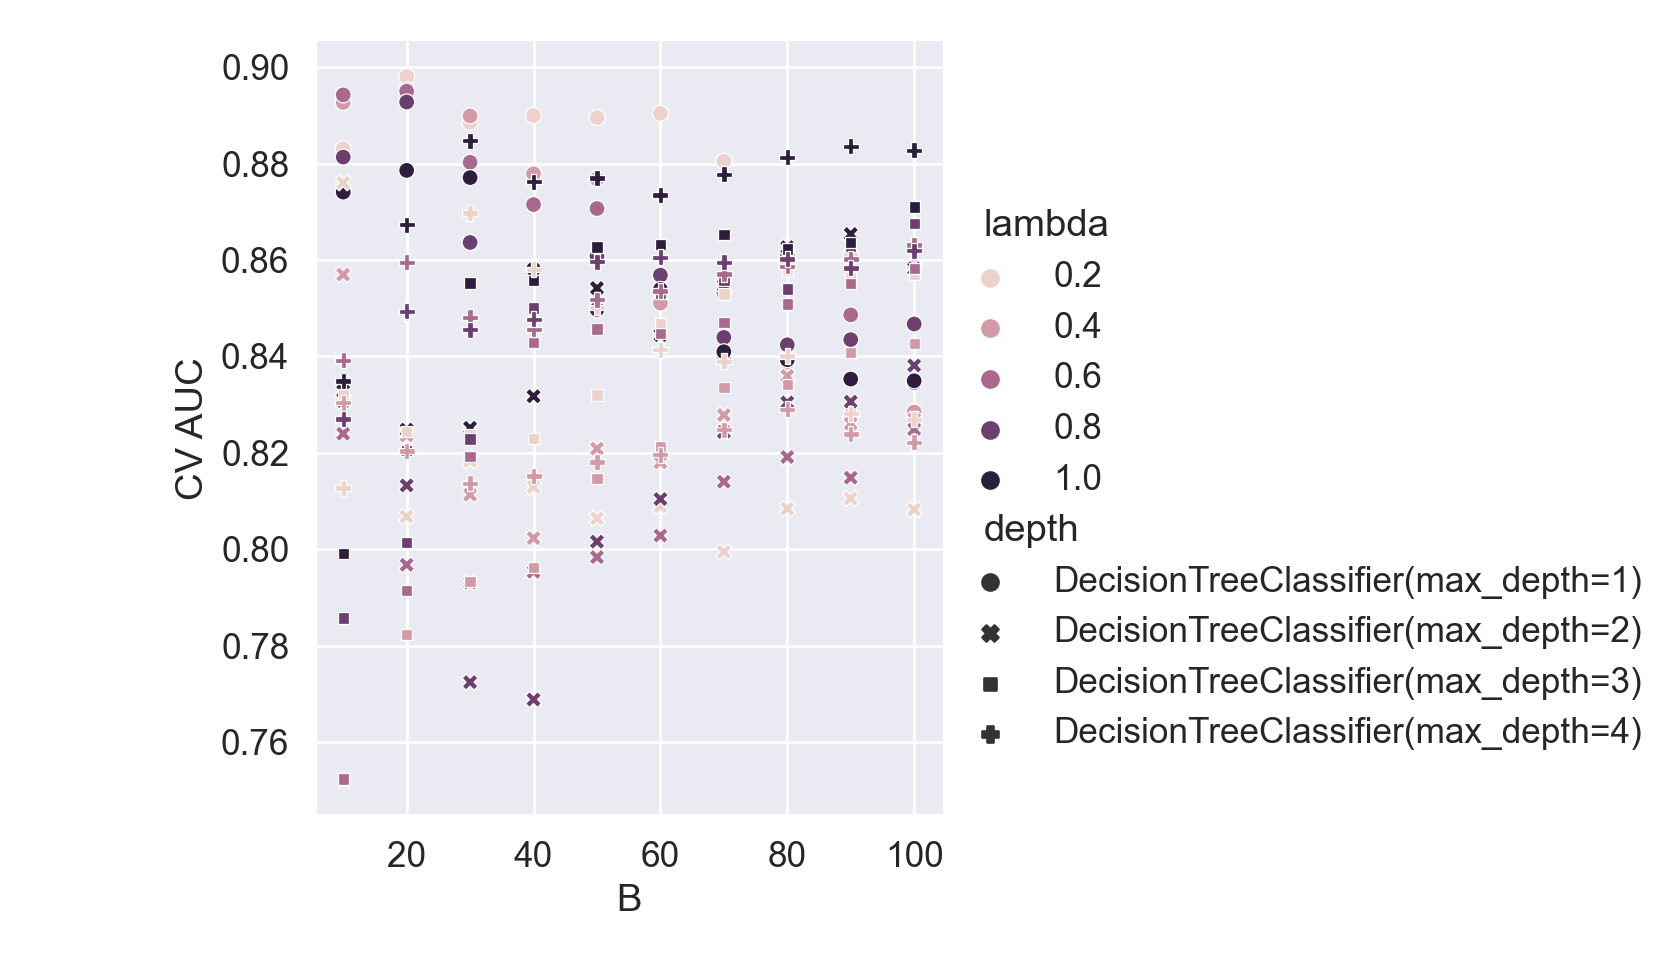 0.90
0.88
0.86
0.84
0.82
0.80
0.78
0.76
CV AUC
20 40 60 80 100
B
lambda
0.2
0.4
0.6
0.8
1.0
depth
DecisionTreeClassifier(max_depth=1)
DecisionTreeClassifier(max_depth=2)
DecisionTreeClassifier(max_depth=3)
DecisionTreeClassifier(max_depth=4)